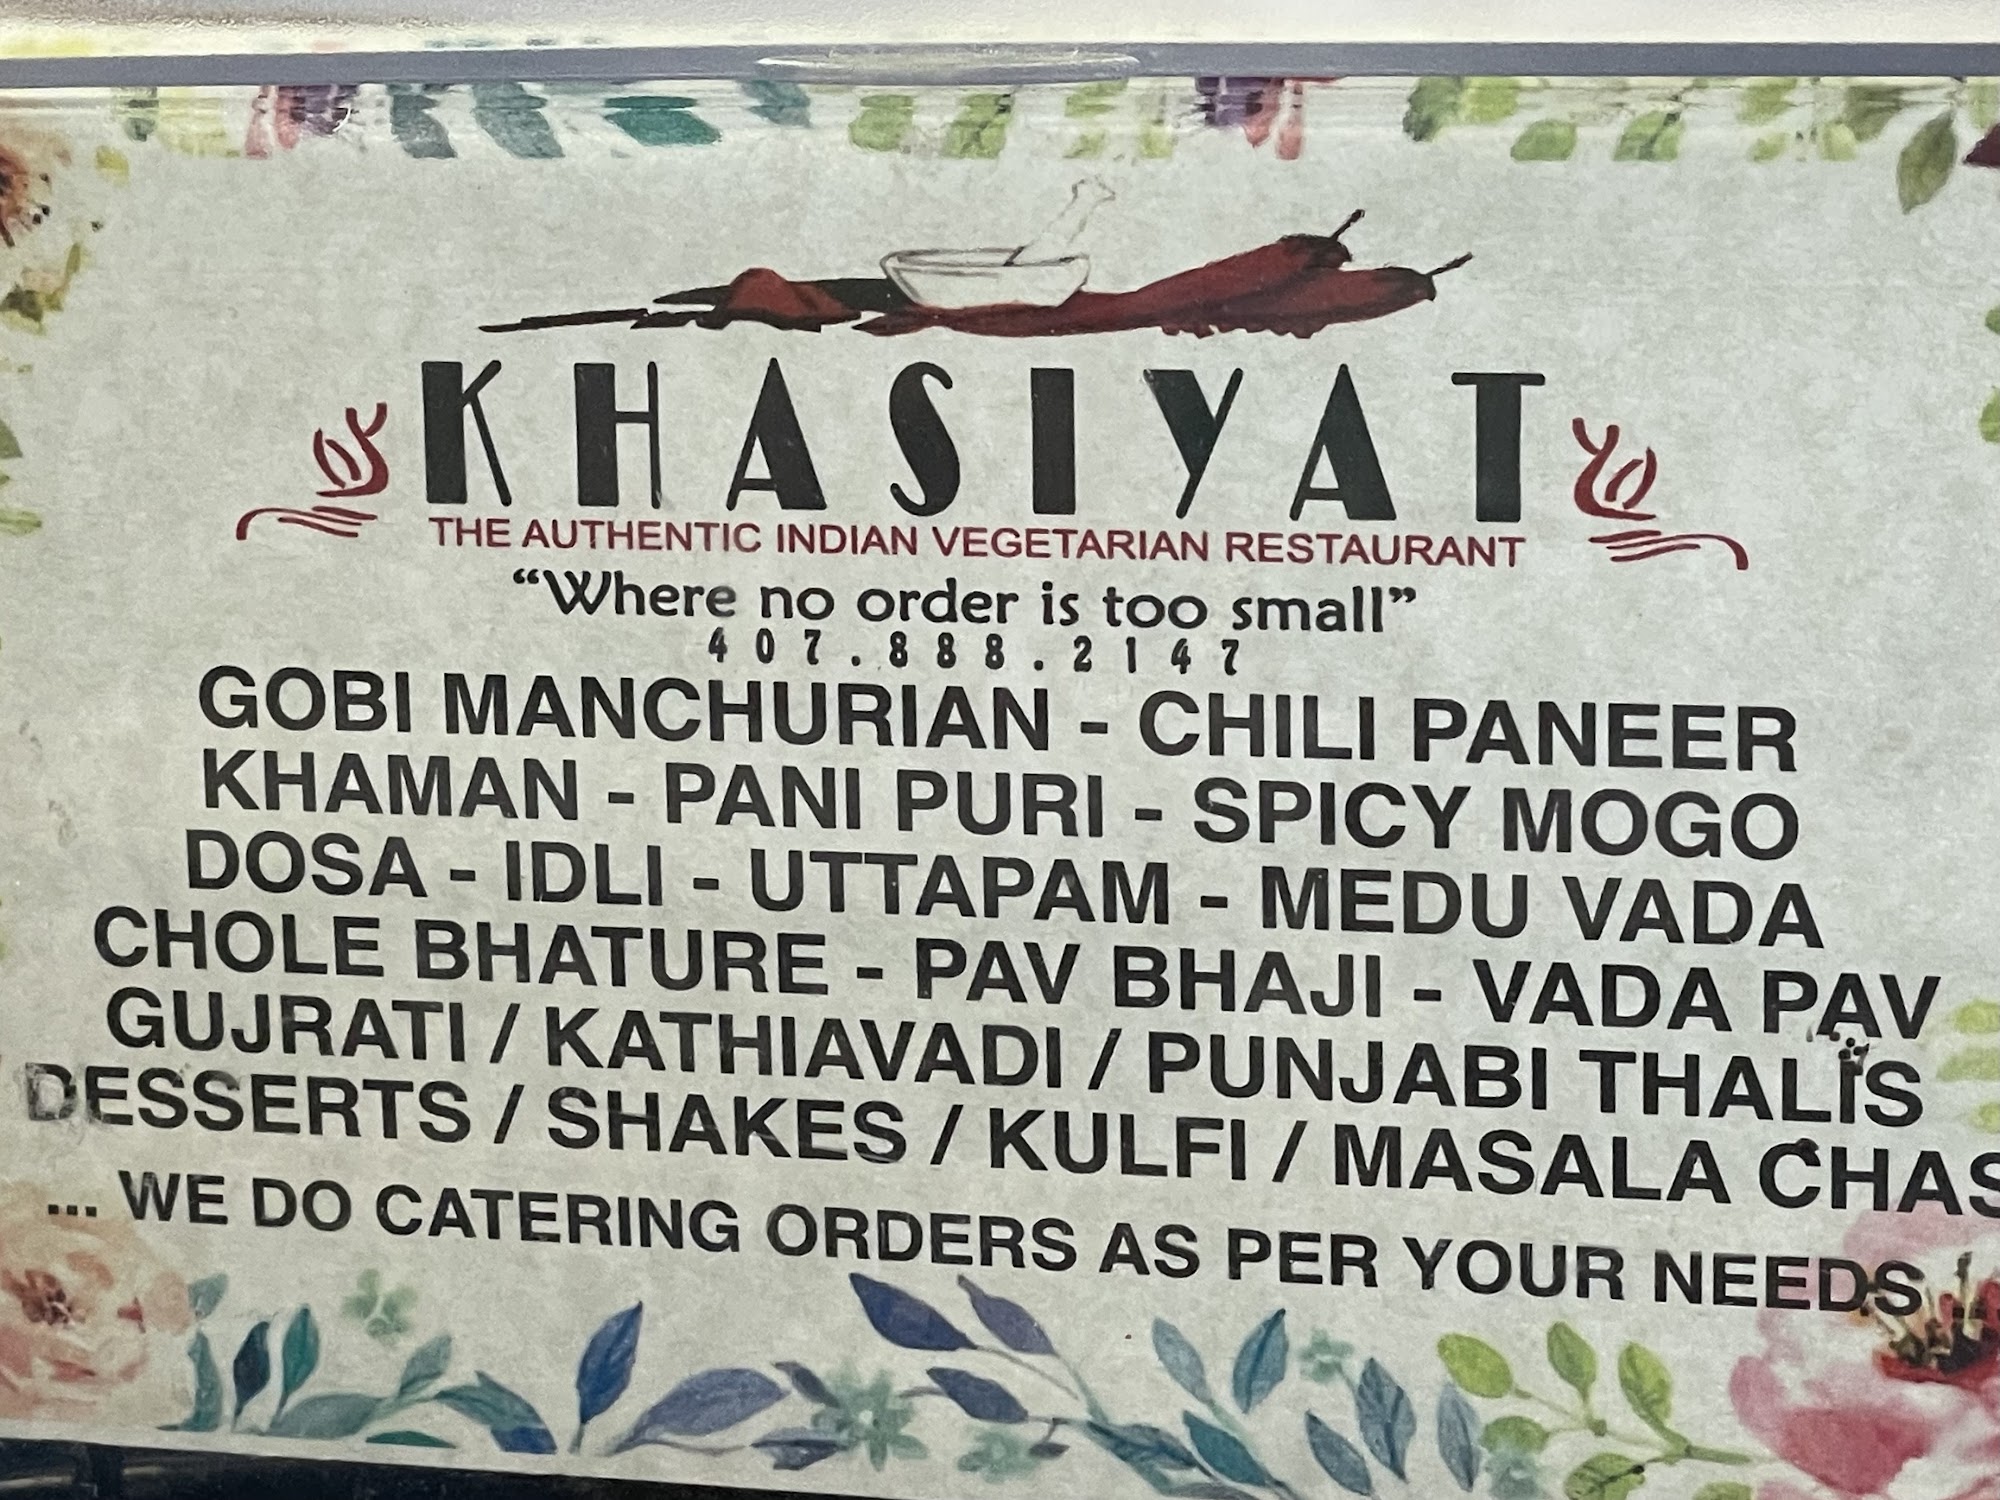 KHASIYAT
THE AUTHENTIC INDIAN VEGETARIAN RESTAURANT
“Where no order is too small”
407.888.2147
GOBI MANCHURIAN - CHILI PANEER
KHAMAN - PANI PURI - SPICY MOGO
DOSA - IDLI - UTTAPAM - MEDU VADA
CHOLE BHATURE - PAV BHAJI - VADA PAV
GUJRATI / KATHIAVADI / PUNJABI THALIS
DESSERTS / SHAKES / KULFI / MASALA CHAS
... WE DO CATERING ORDERS AS PER YOUR NEEDS ...